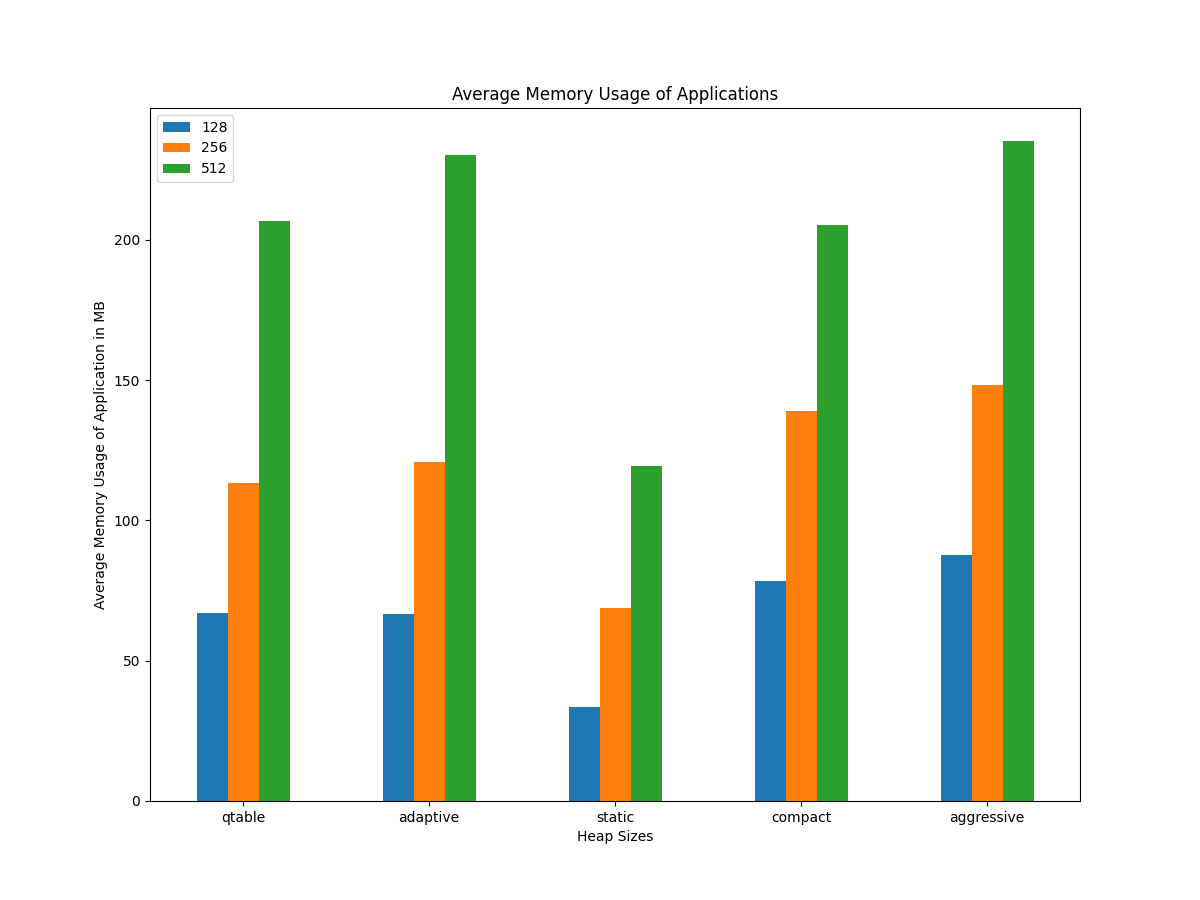 Average Memory Usage of Applications
128
256
512
Average Memory Usage of Application in MB
200
150
100
50
0
qtable adaptive static compact aggressive
Heap Sizes